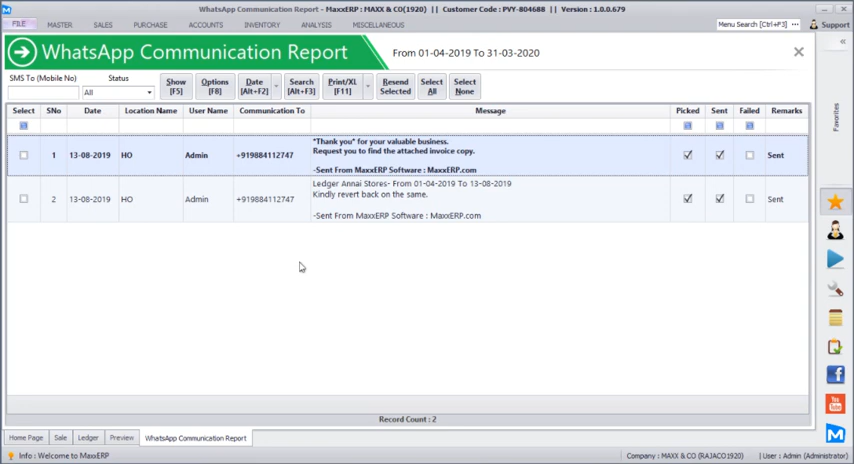 WhatsApp Communication Report - MaxxERP : MAXX & CO(1920) || Customer Code : PVY-804688 || Version : 1.0.0.679
FILE MASTER SALES PURCHASE ACCOUNTS INVENTORY ANALYSIS MISCELLANEOUS Menu Search [Ctrl+F3] Support
WhatsApp Communication Report From 01-04-2019 To 31-03-2020
SMS To (Mobile No) Status
All
Show [F5]
Options [F8]
Date [Alt+F2]
Search [Alt+F3]
Print/XL [F11]
Resend Selected
Select All
Select None
Favorites
Select SNo Date Location Name User Name Communication To Message Picked Sent Failed Remarks
1 13-08-2019 HO Admin +919884112747 *Thank you* for your valuable business. Sent
Request you to find the attached invoice copy.
-Sent From MaxxERP Software : MaxxERP.com
2 13-08-2019 HO Admin +919884112747 Ledger Annai Stores- From 01-04-2019 To 13-08-2019 Sent
Kindly revert back on the same.
-Sent From MaxxERP Software : MaxxERP.com
Record Count : 2
Home Page Sale Ledger Preview WhatsApp Communication Report
Info : Welcome to MaxxERP Company : MAXX & CO (RAJACO1920) User : Admin (Administrator)
You Tube